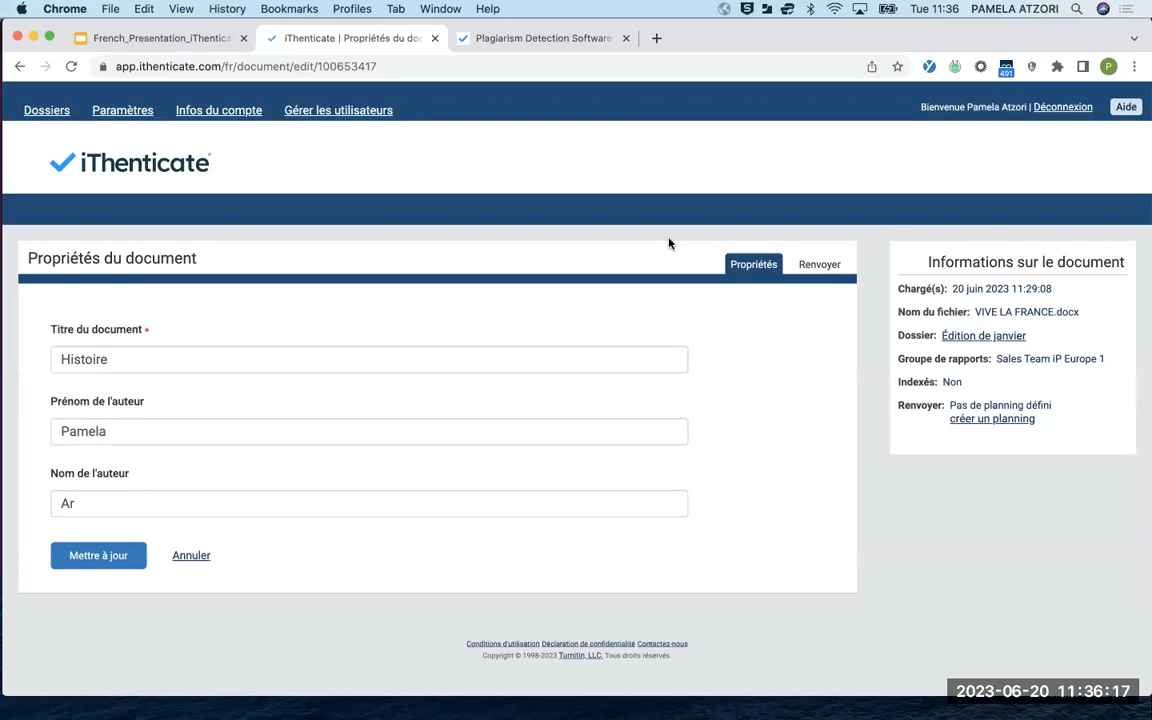 Chrome File Edit View History Bookmarks Profiles Tab Window Help Tue 11:36 PAMELA ATZORI
French_Presentation_iThentica
iThenticate | Propriétés du doc
Plagiarism Detection Software
app.ithenticate.com/fr/document/edit/100653417
491
P
Dossiers Paramètres Infos du compte Gérer les utilisateurs
Bienvenue Pamela Atzori | Déconnexion Aide
iThenticate
Propriétés du document
Propriétés Renvoyer
Titre du document •
Histoire
Prénom de l'auteur
Pamela
Nom de l'auteur
Ar
Mettre à jour Annuler
Informations sur le document
Chargé(s): 20 juin 2023 11:29:08
Nom du fichier: VIVE LA FRANCE.docx
Dossier: Édition de janvier
Groupe de rapports: Sales Team iP Europe 1
Indexés: Non
Renvoyer: Pas de planning défini
créer un planning
Conditions d'utilisation Déclaration de confidentialité Contactez-nous
Copyright © 1998-2023 Turnitin, LLC. Tous droits réservés.
2023-06-20 11:36:17